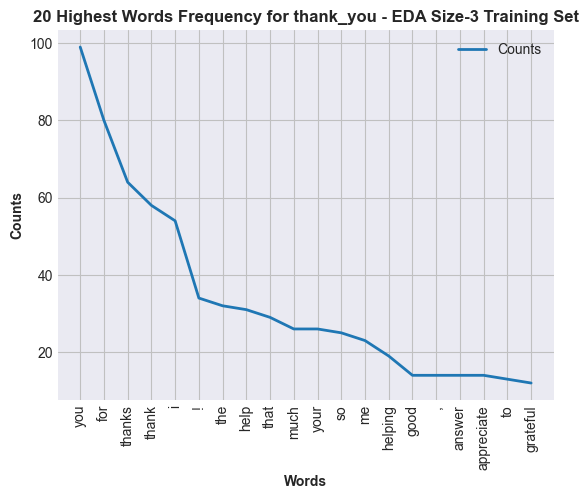 20 Highest Words Frequency for thank_you - EDA Size-3 Training Set
Counts
100
80
60
40
20
Counts
you
for
thanks
thank
i
!
the
help
that
much
your
so
me
helping
good
,
answer
appreciate
to
grateful
Words